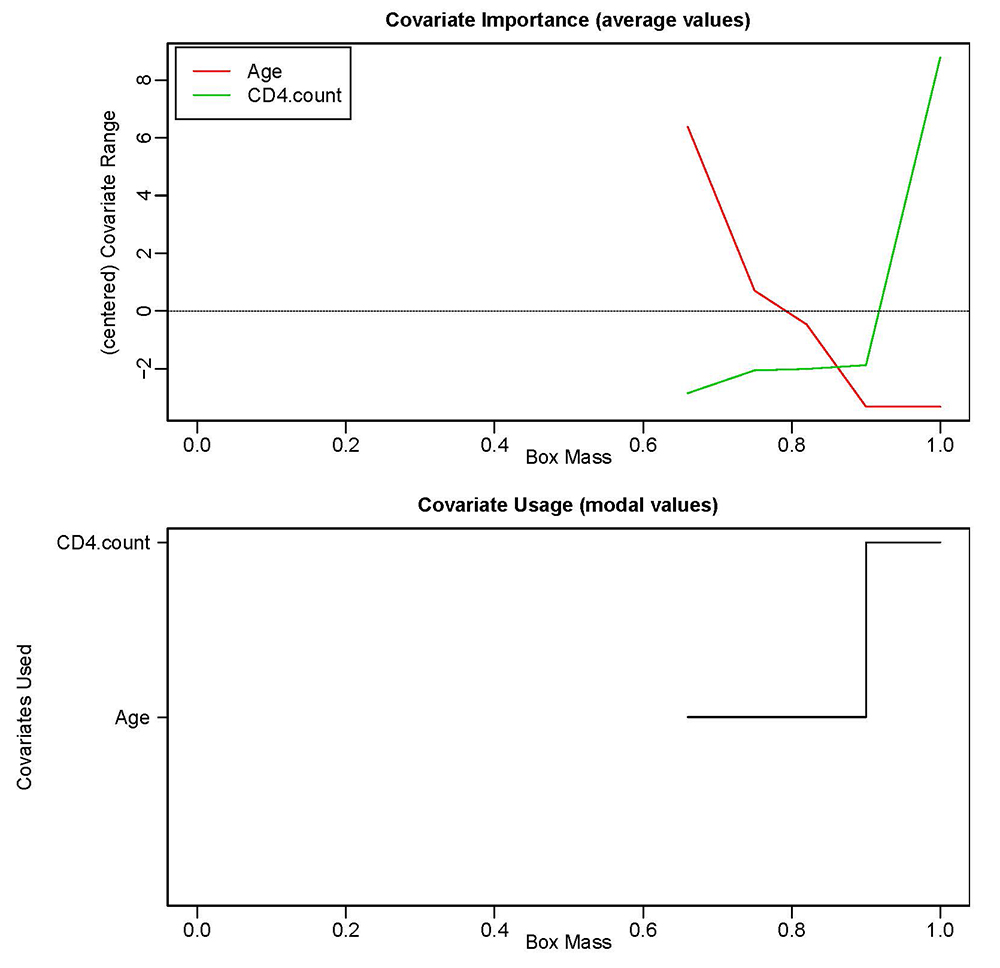 Covariate Importance (average values)
Age
CD4.count
(centered) Covariate Range
8
6
4
2
0
−2
0.0 0.2 0.4 0.6 0.8 1.0
Box Mass
Covariate Usage (modal values)
Covariates Used
CD4.count
Age
0.0 0.2 0.4 0.6 0.8 1.0
Box Mass